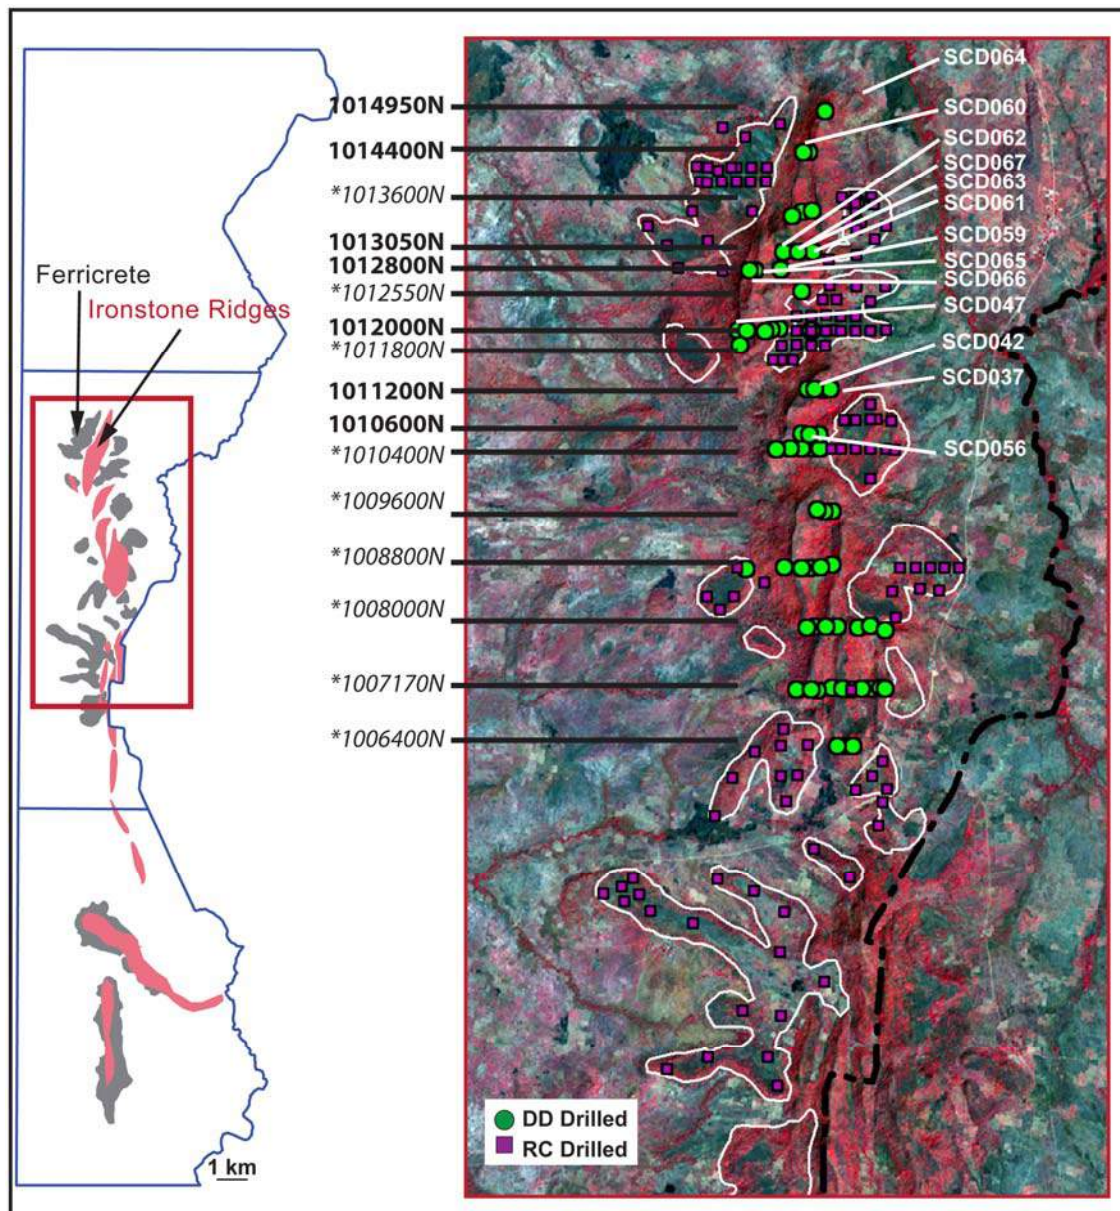 Ferricrete
Ironstone Ridges
1 km
1014950N
1014400N
*1013600N
1013050N
1012800N
*1012550N
1012000N
*1011800N
1011200N
1010600N
*1010400N
*1009600N
*1008800N
*1008000N
*1007170N
*1006400N
SCD064
SCD060
SCD062
SCD067
SCD063
SCD061
SCD059
SCD065
SCD066
SCD047
SCD042
SCD037
SCD056
DD Drilled
RC Drilled